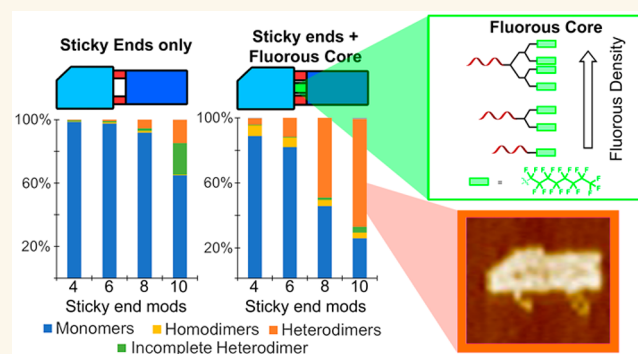 Sticky Ends only
Sticky ends +
Fluorous Core
100%
60%
20%
4 6 8 10
Sticky end mods
100%
60%
20%
4 6 8 10
Sticky end mods
Monomers Homodimers Heterodimers
Incomplete Heterodimer
Fluorous Core
Fluorous Density
=
F F F F F F F
F F F F F F